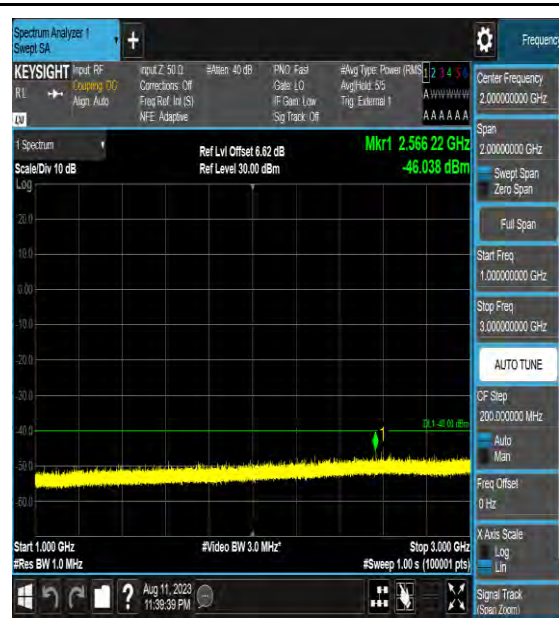 Spectrum Analyzer 1
Swept SA
Frequency
KEYSIGHT Input: RF Input Z: 50 Ω #Atten: 40 dB PNO: Fast #Avg Type: Power (RMS 1 2 3 4 5 6
RL Coupling: DC Corrections: Off Gate: LO Avg|Hold: 5/5 A W W W W W
Align: Auto Freq Ref: Int (S) IF Gain: Low Trig: External 1
NFE: Adaptive Sig Track: Off A A A A A A
LW
1 Spectrum
Scale/Div 10 dB
Log
Ref Lvl Offset 6.62 dB
Ref Level 30.00 dBm
Mkr1 2.566 22 GHz
-46.038 dBm
20.0
10.0
0.00
-10.0
-20.0
-30.0
-40.0
-50.0
-60.0
DL1 -40.00 dBm
1
Start 1.000 GHz #Video BW 3.0 MHz* Stop 3.000 GHz
#Res BW 1.0 MHz #Sweep 1.00 s (100001 pts)
? Aug 11, 2023
11:39:39 PM
Center Frequency
2.000000000 GHz
Span
2.00000000 GHz
Swept Span
Zero Span
Full Span
Start Freq
1.000000000 GHz
Stop Freq
3.000000000 GHz
AUTO TUNE
CF Step
200.000000 MHz
Auto
Man
Freq Offset
0 Hz
X Axis Scale
Log
Lin
Signal Track
(Span Zoom)